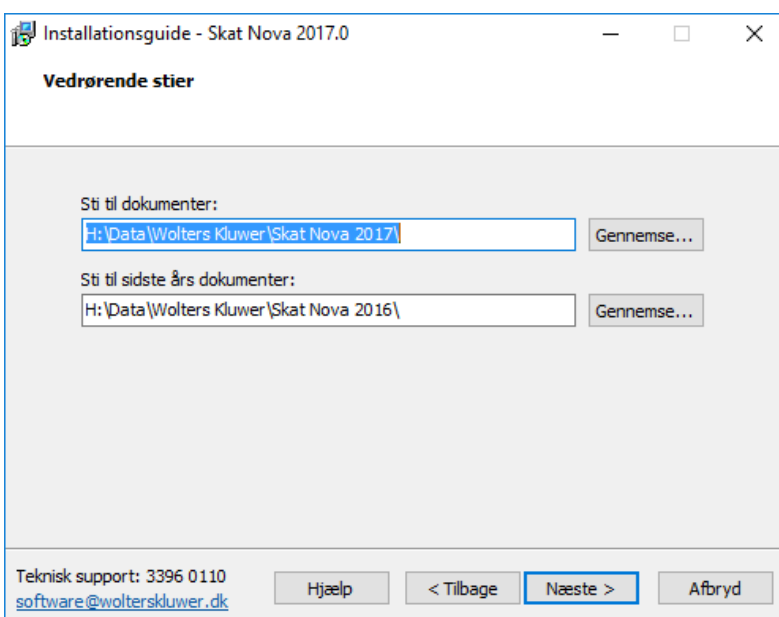 Installationsguide - Skat Nova 2017.0
Vedrørende stier
Sti til dokumenter:
H:\Data\Wolters Kluwer\Skat Nova 2017\
Gennemse...
Sti til sidste års dokumenter:
H:\Data\Wolters Kluwer\Skat Nova 2016\
Gennemse...
Teknisk support: 3396 0110
software@wolterskluwer.dk
Hjælp
< Tilbage
Næste >
Afbryd